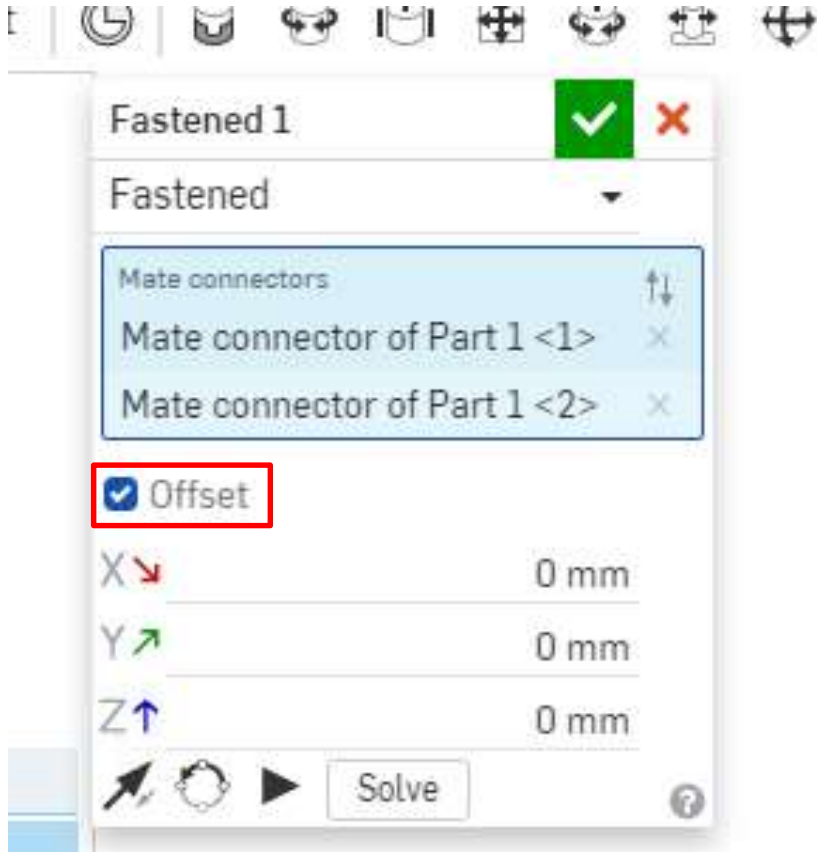 Fastened 1
Fastened
Mate connectors
Mate connector of Part 1 <1>
Mate connector of Part 1 <2>
Offset
X 0 mm
Y 0 mm
Z 0 mm
Solve
?